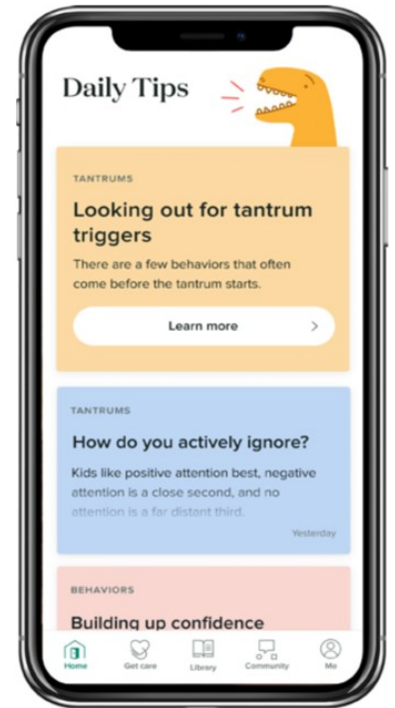 Daily Tips
TANTRUMS
Looking out for tantrum
triggers
There are a few behaviors that often
come before the tantrum starts.
Learn more
TANTRUMS
How do you actively ignore?
Kids like positive attention best, negative
attention is a close second, and no
attention is a far distant third.
Yesterday
BEHAVIORS
Building up confidence
Home
Get care
Library
Community
Me